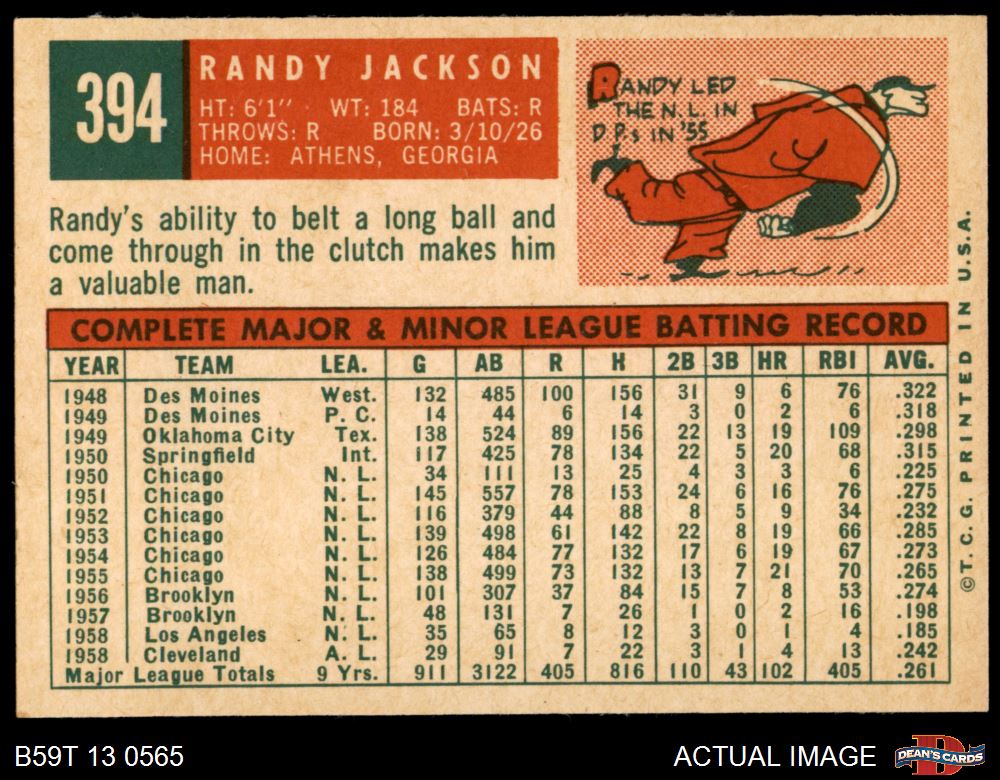 394
RANDY JACKSON
HT: 6'1" WT: 184 BATS: R
THROWS: R BORN: 3/10/26
HOME: ATHENS, GEORGIA
RANDY LED
THE N.L. IN
D P.s IN '55
Randy's ability to belt a long ball and
come through in the clutch makes him
a valuable man.
COMPLETE MAJOR & MINOR LEAGUE BATTING RECORD
YEAR TEAM LEA. G AB R H 2B 3B HR RBI AVG.
1948 Des Moines West. 132 485 100 156 31 9 6 76 .322
1949 Des Moines P. C. 14 44 6 14 3 0 2 6 .318
1949 Oklahoma City Tex. 138 524 89 156 22 13 19 109 .298
1950 Springfield Int. 117 425 78 134 22 5 20 68 .315
1950 Chicago N. L. 34 111 13 25 4 3 3 6 .225
1951 Chicago N. L. 145 557 78 153 24 6 16 76 .275
1952 Chicago N. L. 116 379 44 88 8 5 9 34 .232
1953 Chicago N. L. 139 498 61 142 22 8 19 66 .285
1954 Chicago N. L. 126 484 77 132 17 6 19 67 .273
1955 Chicago N. L. 138 499 73 132 13 7 21 70 .265
1956 Brooklyn N. L. 101 307 37 84 15 7 8 53 .274
1957 Brooklyn N. L. 48 131 7 26 1 0 2 16 .198
1958 Los Angeles N. L. 35 65 8 12 3 0 1 4 .185
1958 Cleveland A. L. 29 91 7 22 3 1 4 13 .242
Major League Totals 9 Yrs. 911 3122 405 816 110 43 102 405 .261
©T. C. G. PRINTED IN U.S.A.
B59T 13 0565
ACTUAL IMAGE
DEAN'S CARDS